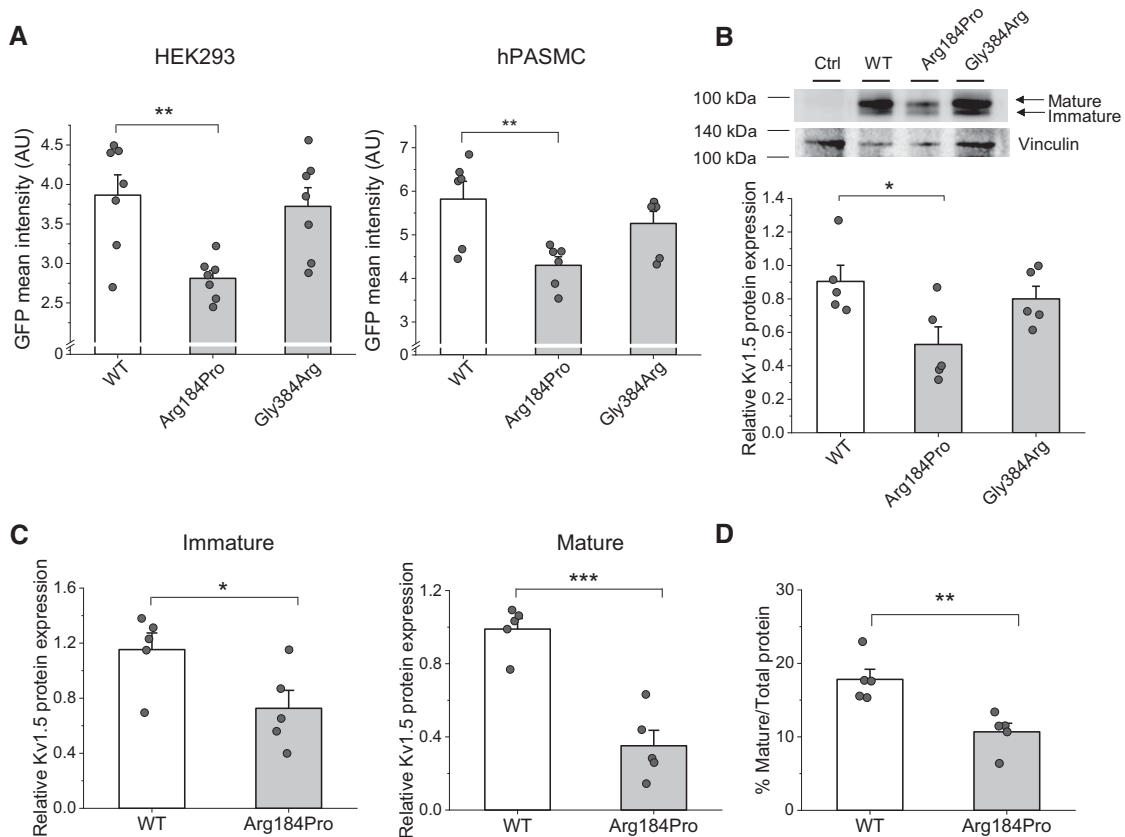 A
HEK293
**
GFP mean intensity (AU)
4.5
4.0
3.5
3.0
2.5
0
WT
Arg184Pro
Gly384Arg
hPASMC
**
GFP mean intensity (AU)
7
6
5
4
3
0
WT
Arg184Pro
Gly384Arg
B
Ctrl
WT
Arg184Pro
Gly384Arg
100 kDa
Mature
Immature
140 kDa
Vinculin
100 kDa
*
Relative Kv1.5 protein expression
1.4
1.2
1.0
0.8
0.6
0.4
0.2
0.0
WT
Arg184Pro
Gly384Arg
C
Immature
*
Relative Kv1.5 protein expression
1.6
1.2
0.8
0.4
0.0
WT
Arg184Pro
Mature
***
Relative Kv1.5 protein expression
1.2
0.8
0.4
0.0
WT
Arg184Pro
D
**
% Mature/Total protein
30
20
10
0
WT
Arg184Pro